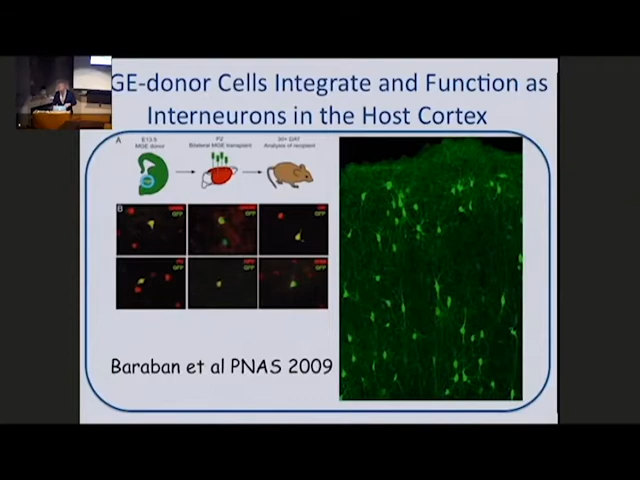 GE-donor Cells Integrate and Function as
Interneurons in the Host Cortex
A
E13.5
P2
30+ DAT
MGE donor
Bilateral MGE transplant
Analysis of recipient
B
GFP
GFP
GFP
GFP
GFP
GFP
Baraban et al PNAS 2009